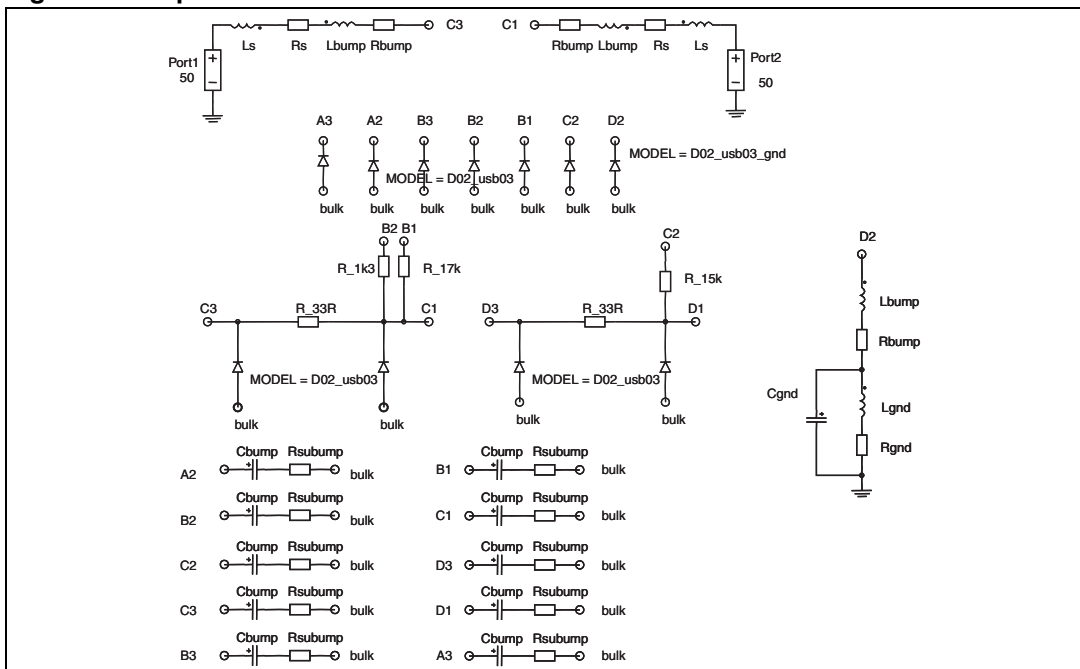 C3 C1
Ls Rs Lbump Rbump Rbump Lbump Rs Ls
Port1
50
+
−
Port2
50
+
−
A3 A2 B3 B2 B1 C2 D2
MODEL = D02_usb03_gnd
MODEL = D02_usb03
bulk bulk bulk bulk bulk bulk bulk
B2 B1
R_1k3 R_17k
C3 R_33R C1
MODEL = D02_usb03
bulk bulk
C2
R_15k
D3 R_33R D1
MODEL = D02_usb03
bulk bulk
D2
Lbump
Rbump
Cgnd
+
Lgnd
Rgnd
Cbump Rsubump
A2 + bulk
Cbump Rsubump
B1 + bulk
Cbump Rsubump
B2 + bulk
Cbump Rsubump
C1 + bulk
Cbump Rsubump
C2 + bulk
Cbump Rsubump
D3 + bulk
Cbump Rsubump
C3 + bulk
Cbump Rsubump
D1 + bulk
Cbump Rsubump
B3 + bulk
Cbump Rsubump
A3 + bulk